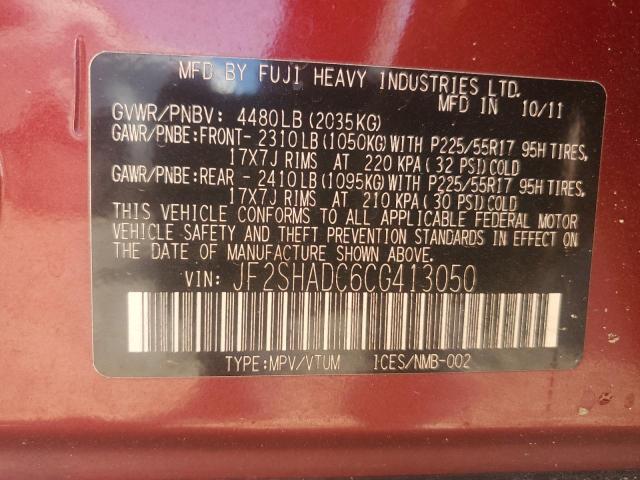 MFD BY FUJI HEAVY INDUSTRIES LTD.
MFD IN 10/11
GVWR/PNBV: 4480LB(2035KG)
GAWR/PNBE:FRONT- 2310LB(1050KG)WITH P225/55R17 95H TIRES,
17X7J RIMS AT 220 KPA( 32 PSI)COLD
GAWR/PNBE:REAR - 2410LB(1095KG)WITH P225/55R17 95H TIRES,
17X7J RIMS AT 210 KPA( 30 PSI)COLD
THIS VEHICLE CONFORMS TO ALL APPLICABLE FEDERAL MOTOR
VEHICLE SAFETY AND THEFT PREVENTION STANDARDS IN EFFECT ON
THE DATE OF MANUFACTURE SHOWN ABOVE.
VIN: JF2SHADC6CG413050
TYPE:MPV/VTUM ICES/NMB-002